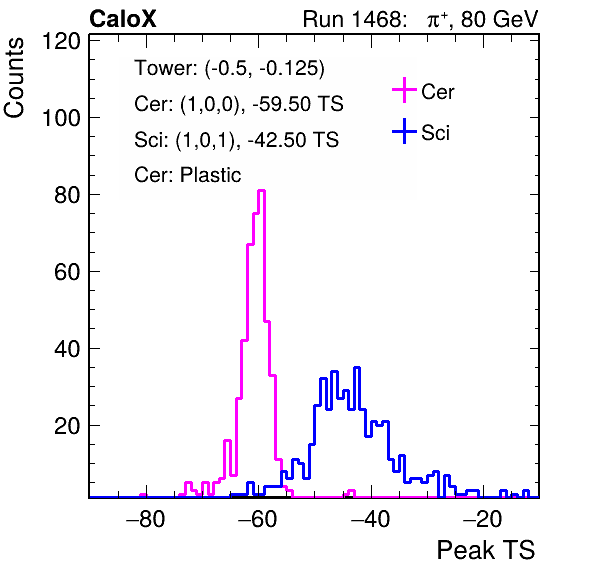 CaloX Run 1468: π⁺, 80 GeV
Counts
120
100
80
60
40
20
Tower: (-0.5, -0.125)
Cer: (1,0,0), -59.50 TS
Sci: (1,0,1), -42.50 TS
Cer: Plastic
Cer
Sci
−80 −60 −40 −20
Peak TS